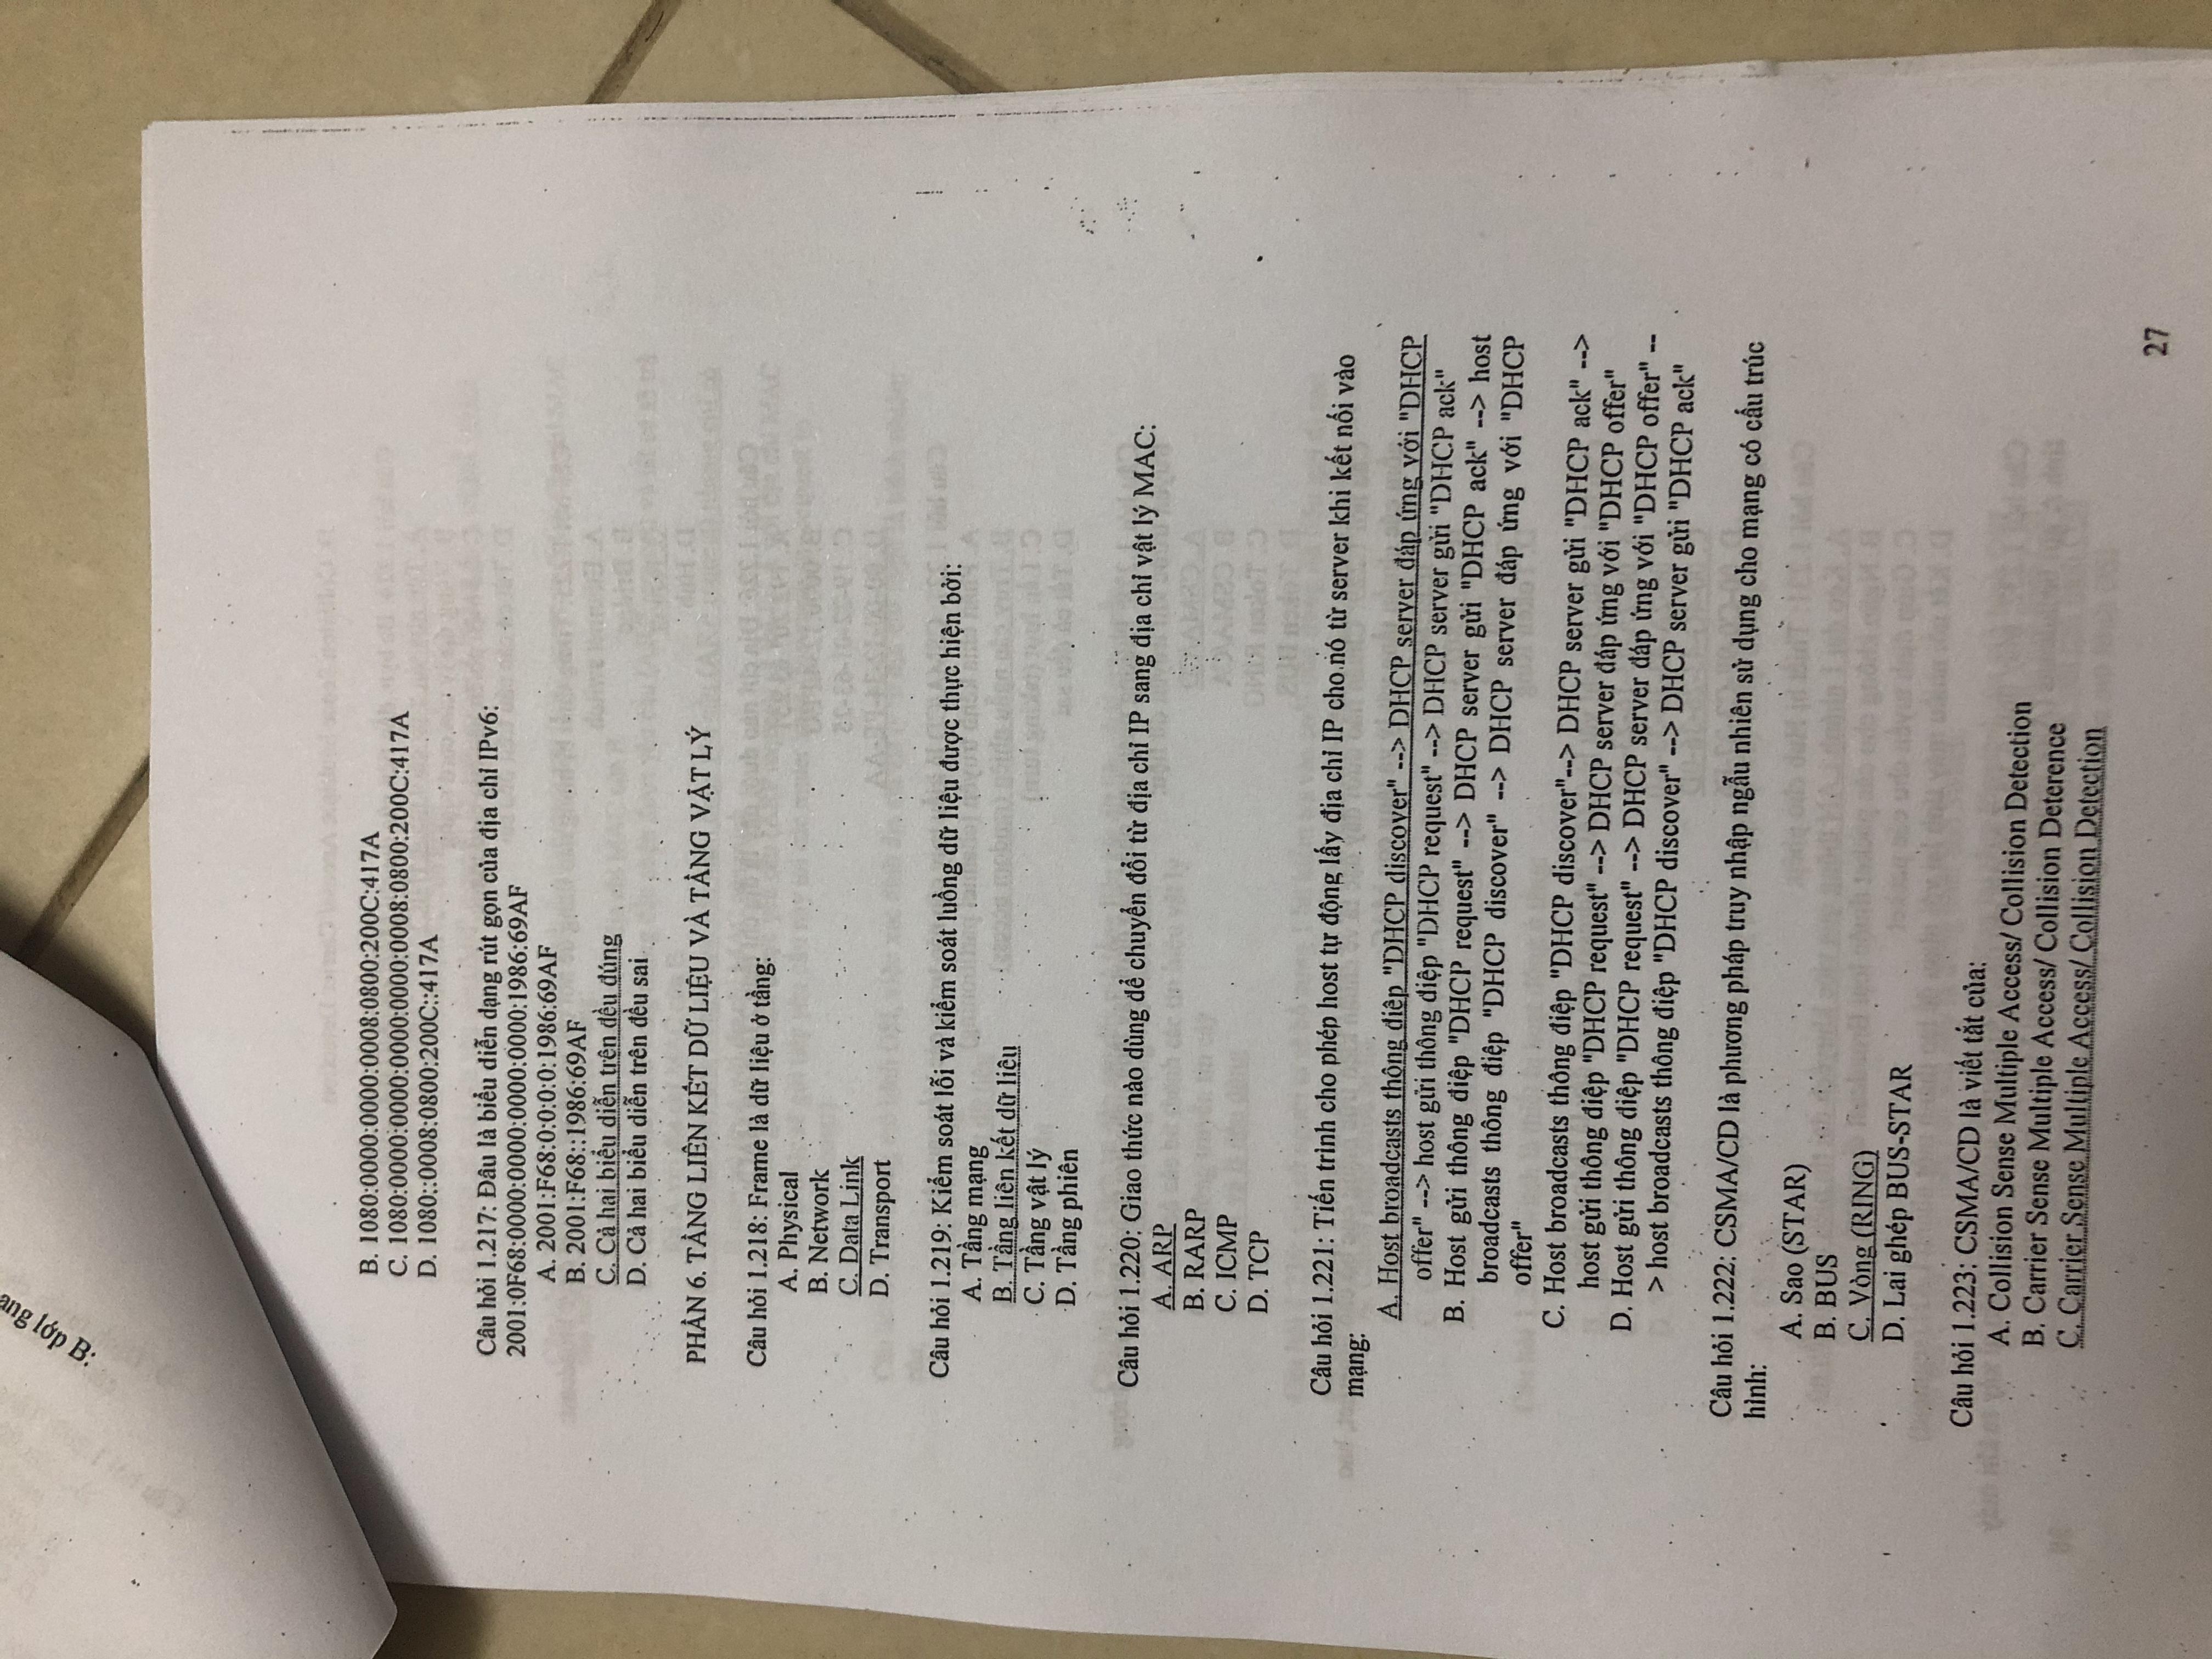 ang lớp B:
B. 1080:0000:0000:0008:0800:200C:417A
C. 1080:0000:0000:0000:0000:0008:0800:200C:417A
D. 1080::0008:0800:200C::417A
Câu hỏi 1.217: Đâu là biểu diễn dạng rút gọn của địa chỉ IPv6:
2001:0F68:0000:0000:0000:0000:1986:69AF
A. 2001:F68:0:0:0:0:1986:69AF
B. 2001:F68::1986:69AF
C. Cả hai biểu diễn trên đều đúng
D. Cả hai biểu diễn trên đều sai
PHẦN 6. TẦNG LIÊN KẾT DỮ LIỆU VÀ TẦNG VẬT LÝ
Câu hỏi 1.218: Frame là dữ liệu ở tầng:
A. Physical
B. Network
C. Data Link
D. Transport
Câu hỏi 1.219: Kiểm soát lỗi và kiểm soát luồng dữ liệu được thực hiện bởi:
A. Tầng mạng
B. Tầng liên kết dữ liệu
C. Tầng vật lý
D. Tầng phiên
Câu hỏi 1.220: Giao thức nào dùng để chuyển đổi từ địa chỉ IP sang địa chỉ vật lý MAC:
A. ARP
B. RARP
C. ICMP
D. TCP
Câu hỏi 1.221: Tiến trình cho phép host tự động lấy địa chỉ IP cho nó từ server khi kết nối vào
mạng:
A. Host broadcasts thông điệp "DHCP discover" --> DHCP server đáp ứng với "DHCP
offer" --> host gửi thông điệp "DHCP request" --> DHCP server gửi "DHCP ack"
B. Host gửi thông điệp "DHCP request" --> DHCP server gửi "DHCP ack" --> host
broadcasts thông điệp "DHCP discover" --> DHCP server đáp ứng với "DHCP
offer"
C. Host broadcasts thông điệp "DHCP discover"--> DHCP server gửi "DHCP ack" -->
host gửi thông điệp "DHCP request" --> DHCP server đáp ứng với "DHCP offer"
D. Host gửi thông điệp "DHCP request" --> DHCP server đáp ứng với "DHCP offer" --
> host broadcasts thông điệp "DHCP discover" --> DHCP server gửi "DHCP ack"
Câu hỏi 1.222: CSMA/CD là phương pháp truy nhập ngẫu nhiên sử dụng cho mạng có cấu trúc
hình:
A. Sao (STAR)
B. BUS
C. Vòng (RING)
D. Lai ghép BUS-STAR
Câu hỏi 1.223: CSMA/CD là viết tắt của:
A. Collision Sense Multiple Access/ Collision Detection
B. Carrier Sense Multiple Access/ Collision Deterence
C. Carrier Sense Multiple Access/ Collision Detection
27